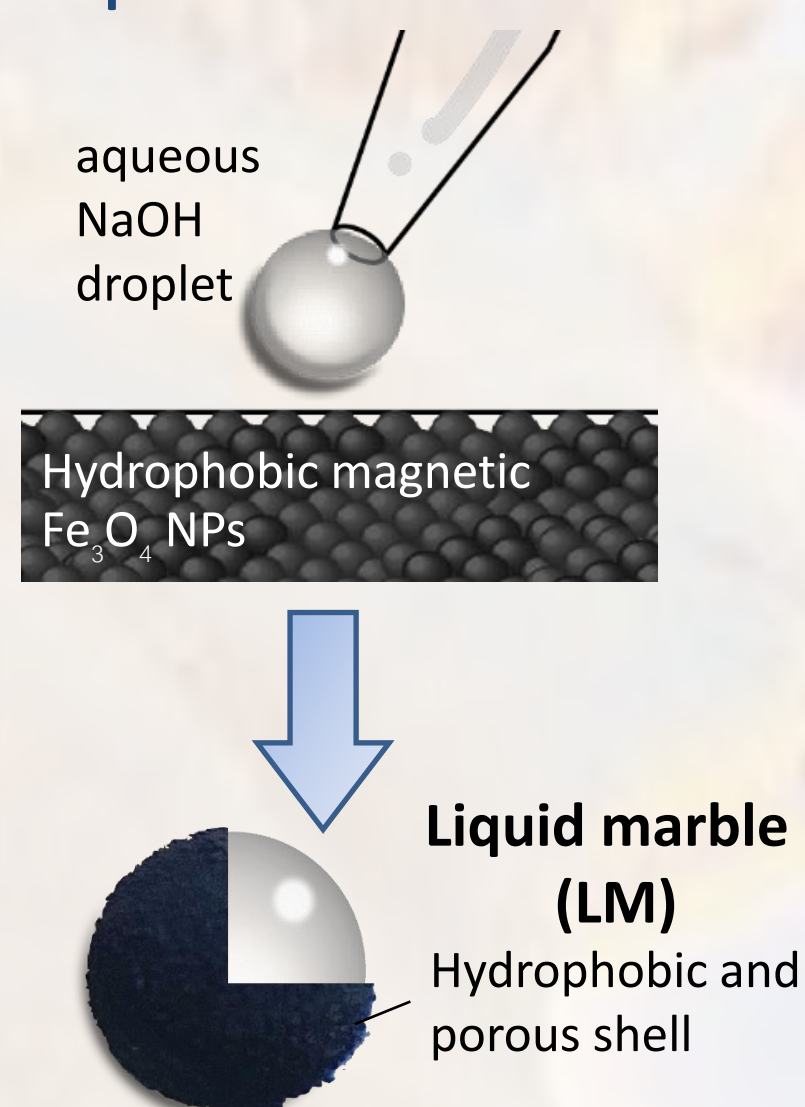 aqueous
NaOH
droplet
Hydrophobic magnetic
Fe₃O₄ NPs
Liquid marble
(LM)
Hydrophobic and
porous shell